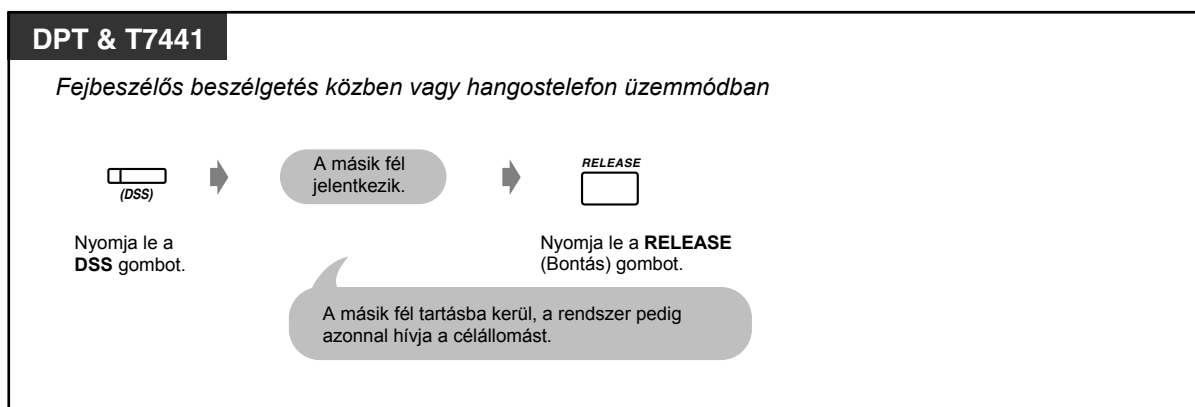 DPT & T7441
Fejbeszélős beszélgetés közben vagy hangostelefon üzemmódban
(DSS)
A másik fél
jelentkezik.
RELEASE
Nyomja le a
DSS gombot.
Nyomja le a RELEASE
(Bontás) gombot.
A másik fél tartásba kerül, a rendszer pedig
azonnal hívja a célállomást.